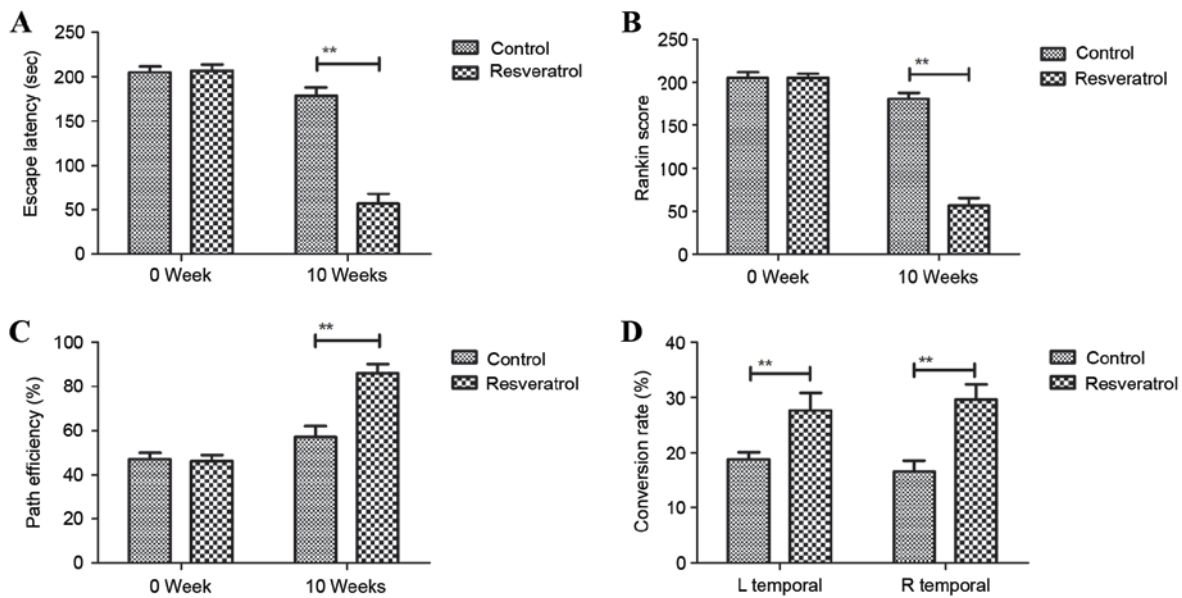 A
Escape latency (sec)
250
200
150
100
50
0
**
0 Week
10 Weeks
Control
Resveratrol
B
Rankin score
250
200
150
100
50
0
**
0 Week
10 Weeks
Control
Resveratrol
C
Path efficiency (%)
100
80
60
40
20
0
**
0 Week
10 Weeks
Control
Resveratrol
D
Conversion rate (%)
40
30
20
10
0
**
**
L temporal
R temporal
Control
Resveratrol